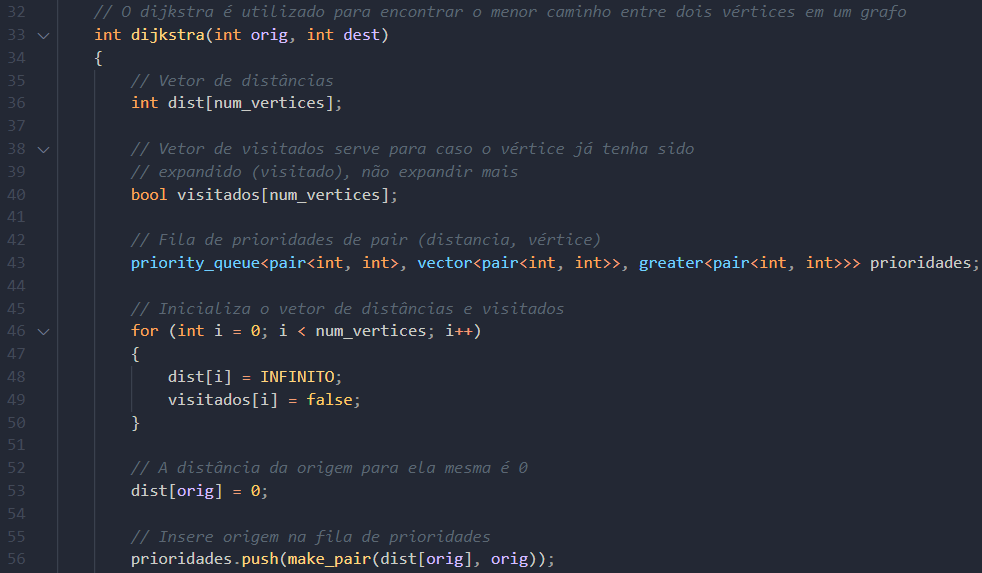 32 // O dijkstra é utilizado para encontrar o menor caminho entre dois vértices em um grafo
33 int dijkstra(int orig, int dest)
34 {
35 // Vetor de distâncias
36 int dist[num_vertices];
37
38 // Vetor de visitados serve para caso o vértice já tenha sido
39 // expandido (visitado), não expandir mais
40 bool visitados[num_vertices];
41
42 // Fila de prioridades de pair (distancia, vértice)
43 priority_queue<pair<int, int>, vector<pair<int, int>>, greater<pair<int, int>>> prioridades;
44
45 // Inicializa o vetor de distâncias e visitados
46 for (int i = 0; i < num_vertices; i++)
47 {
48 dist[i] = INFINITO;
49 visitados[i] = false;
50 }
51
52 // A distância da origem para ela mesma é 0
53 dist[orig] = 0;
54
55 // Insere origem na fila de prioridades
56 prioridades.push(make_pair(dist[orig], orig));